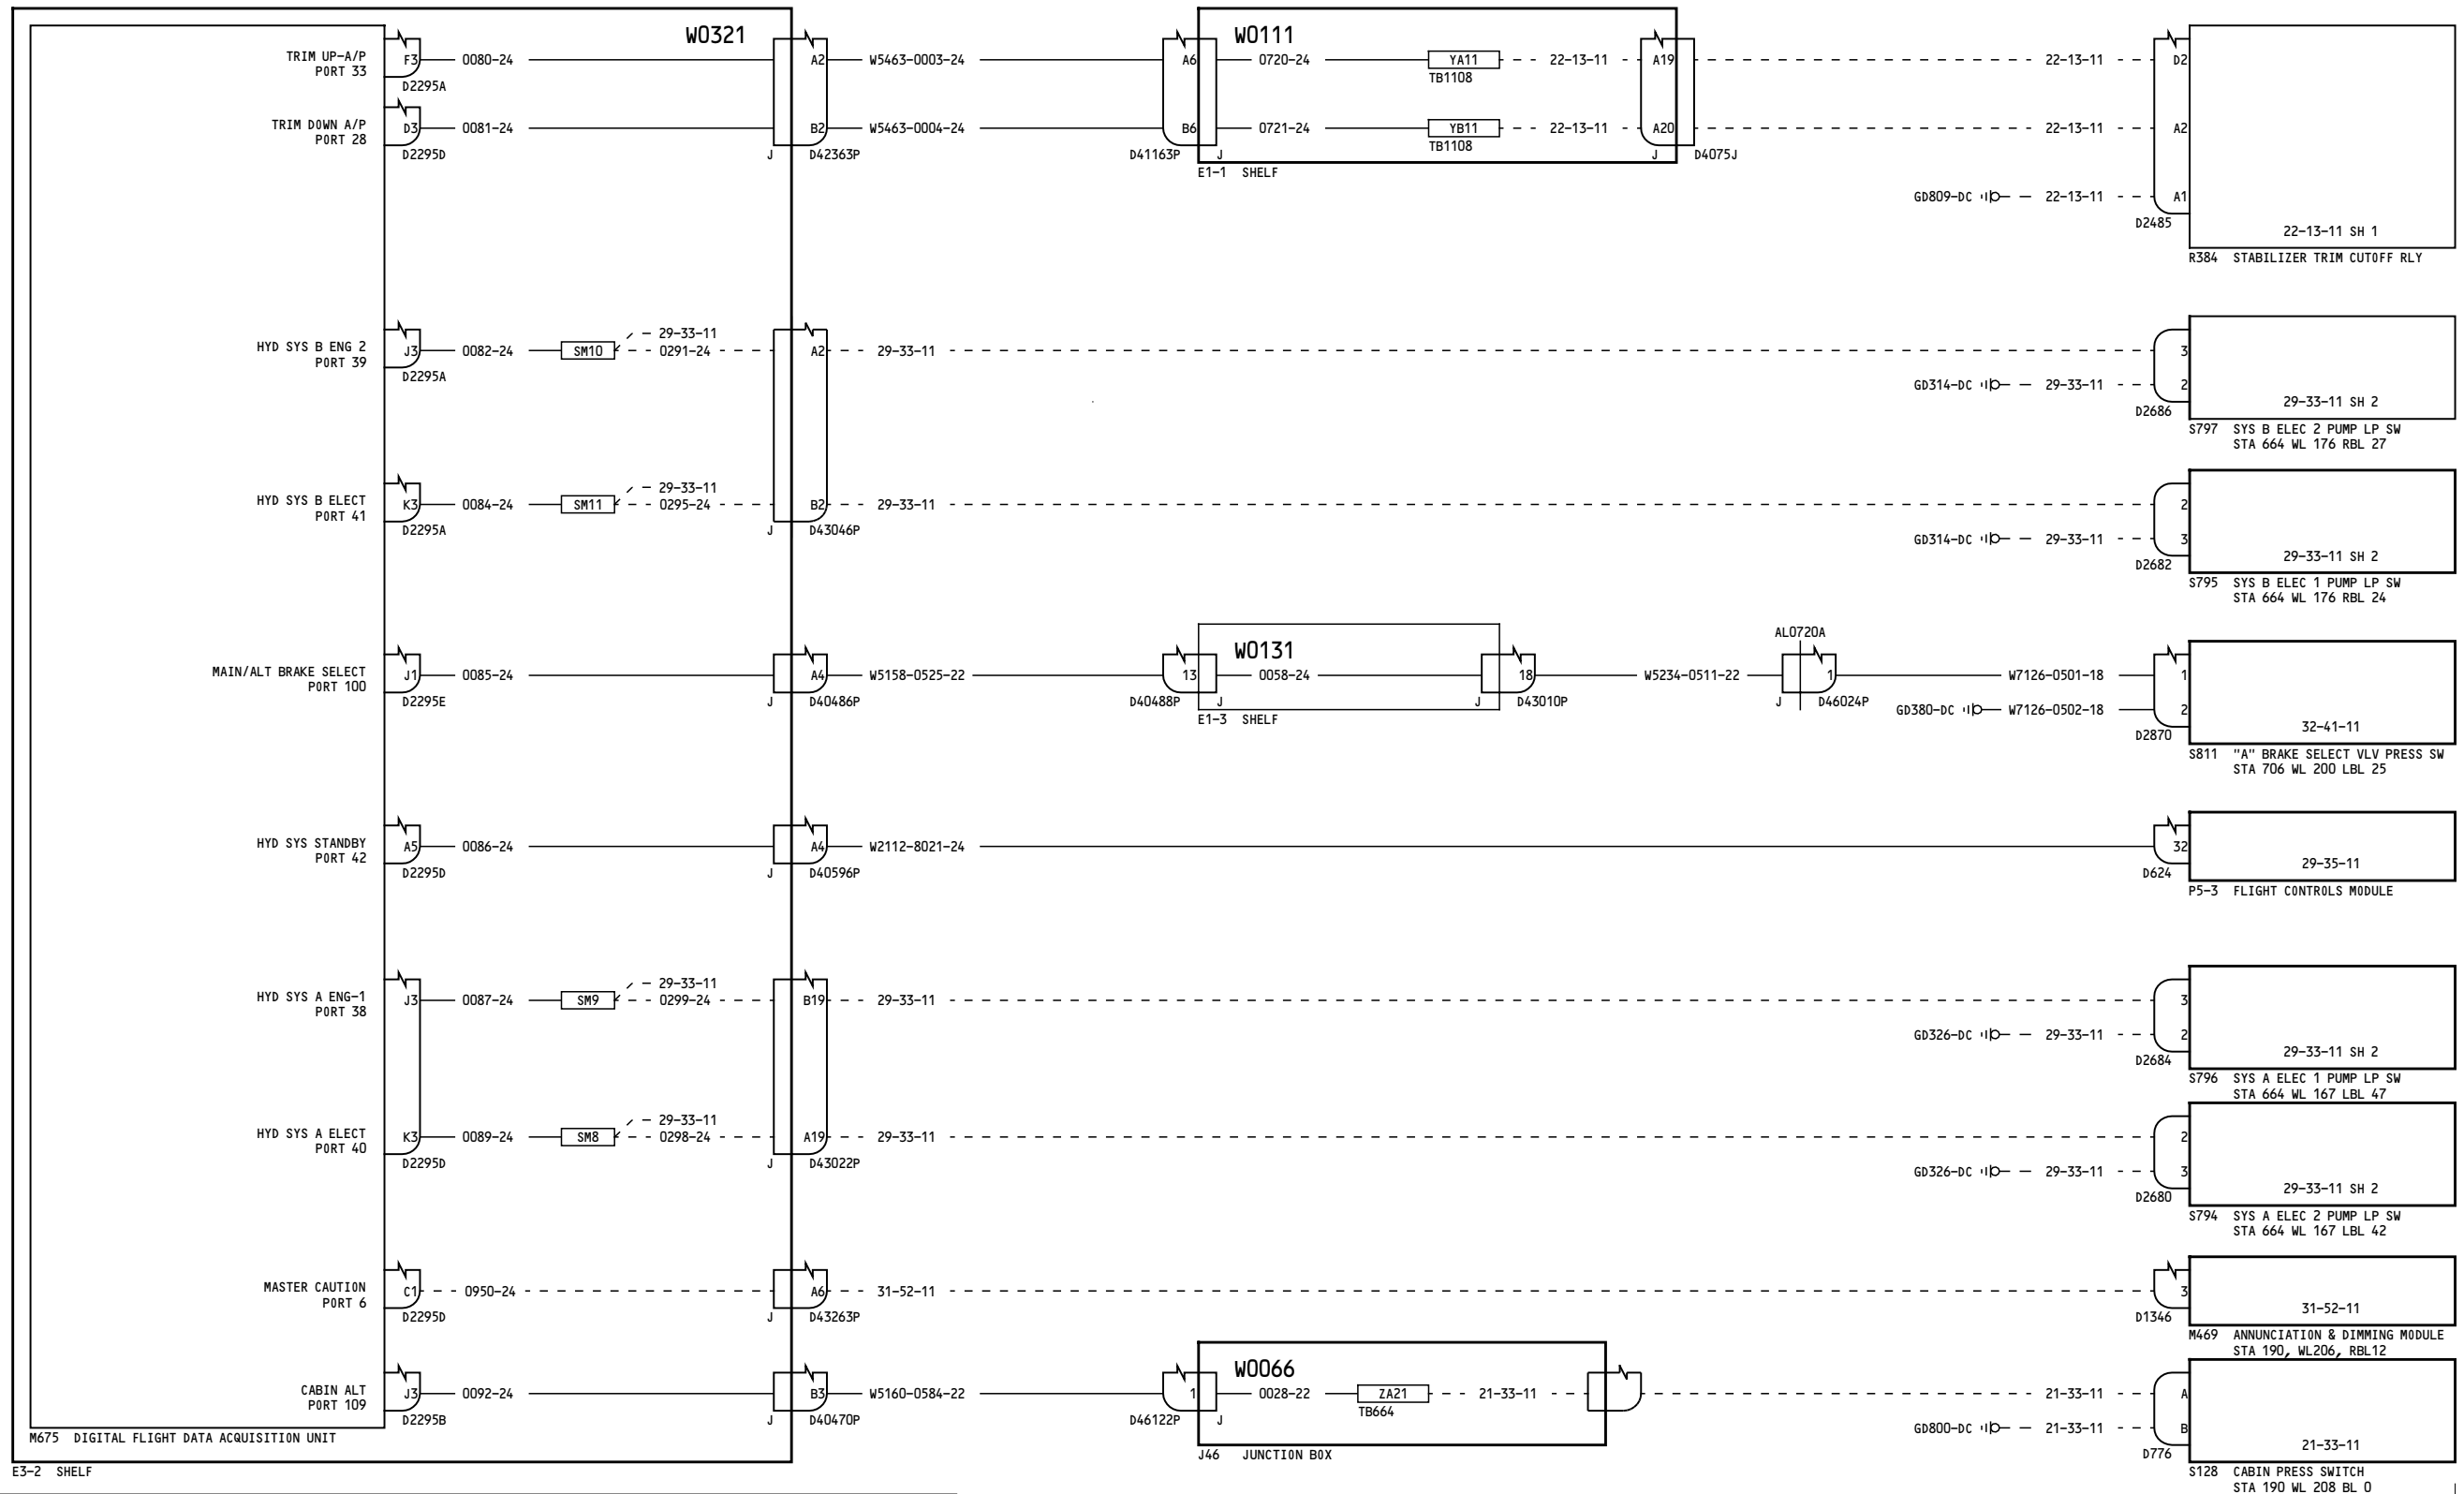 W0321
TRIM UP-A/P
PORT 33
F3
D2295A
0080-24
A2
W5463-0003-24
A6
W0111
0720-24
YA11
TB1108
22-13-11
A19
22-13-11
D2
TRIM DOWN A/P
PORT 28
D3
D2295D
0081-24
B2
J
D42363P
W5463-0004-24
B6
D41163P
J
0721-24
YB11
TB1108
22-13-11
A20
J
D4075J
22-13-11
A2
E1-1 SHELF
GD809-DC
22-13-11
A1
D2485
22-13-11 SH 1
R384 STABILIZER TRIM CUTOFF RLY
HYD SYS B ENG 2
PORT 39
J3
D2295A
0082-24
SM10
29-33-11
0291-24
A2
29-33-11
3
GD314-DC
29-33-11
2
D2686
29-33-11 SH 2
S797 SYS B ELEC 2 PUMP LP SW
STA 664 WL 176 RBL 27
HYD SYS B ELECT
PORT 41
K3
D2295A
0084-24
SM11
29-33-11
0295-24
B2
J
D43046P
29-33-11
2
GD314-DC
29-33-11
3
D2682
29-33-11 SH 2
S795 SYS B ELEC 1 PUMP LP SW
STA 664 WL 176 RBL 24
MAIN/ALT BRAKE SELECT
PORT 100
J1
D2295E
0085-24
A4
J
D40486P
W5158-0525-22
13
D40488P
J
W0131
0058-24
18
J
D43010P
E1-3 SHELF
W5234-0511-22
AL0720A
1
J
D46024P
W7126-0501-18
1
GD380-DC
W7126-0502-18
2
D2870
32-41-11
S811 "A" BRAKE SELECT VLV PRESS SW
STA 706 WL 200 LBL 25
HYD SYS STANDBY
PORT 42
A5
D2295D
0086-24
A4
J
D40596P
W2112-8021-24
32
D624
29-35-11
P5-3 FLIGHT CONTROLS MODULE
HYD SYS A ENG-1
PORT 38
J3
0087-24
SM9
29-33-11
0299-24
B19
29-33-11
3
GD326-DC
29-33-11
2
D2684
29-33-11 SH 2
S796 SYS A ELEC 1 PUMP LP SW
STA 664 WL 167 LBL 47
HYD SYS A ELECT
PORT 40
K3
D2295D
0089-24
SM8
29-33-11
0298-24
A19
J
D43022P
29-33-11
2
GD326-DC
29-33-11
3
D2680
29-33-11 SH 2
S794 SYS A ELEC 2 PUMP LP SW
STA 664 WL 167 LBL 42
MASTER CAUTION
PORT 6
C1
D2295D
0950-24
A6
J
D43263P
31-52-11
3
D1346
31-52-11
M469 ANNUNCIATION & DIMMING MODULE
STA 190, WL206, RBL12
CABIN ALT
PORT 109
J3
D2295B
0092-24
B3
J
D40470P
W5160-0584-22
1
D46122P
J
W0066
0028-22
ZA21
TB664
21-33-11
21-33-11
A
GD800-DC
21-33-11
B
D776
21-33-11
S128 CABIN PRESS SWITCH
STA 190 WL 208 BL 0
J46 JUNCTION BOX
M675 DIGITAL FLIGHT DATA ACQUISITION UNIT
E3-2 SHELF